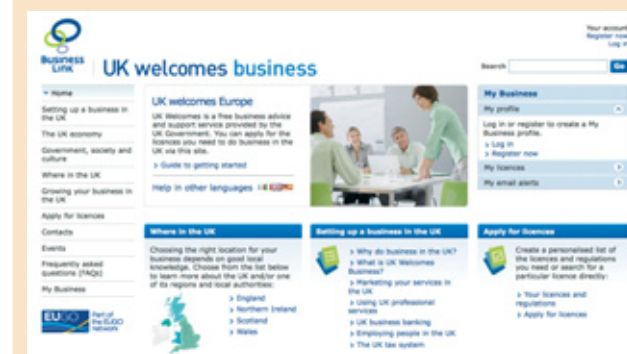 Your account
Register now
Log in
Business
Link
UK welcomes business
Search
Go
Home
Setting up a business in
the UK
The UK economy
Government, society and
culture
Where in the UK
Growing your business in
the UK
Apply for licences
Contacts
Events
Frequently asked
questions (FAQs)
My Business
EUGO
Part of
the EUGO
network
UK welcomes Europe
UK Welcomes is a free business advice
and support service provided by the
UK Government. You can apply for the
licences you need to do business in the
UK via this site.
> Guide to getting started
Help in other languages
My Business
My profile
Log in or register to create a My
Business profile.
> Log in
> Register now
My licences
My email alerts
Where in the UK
Choosing the right location for your
business depends on good local
knowledge. Choose from the list below
to learn more about the UK and/or one
of its regions and local authorities:
> England
> Northern Ireland
> Scotland
> Wales
Setting up a business in the UK
> Why do business in the UK?
> What is UK Welcomes
Business?
> Marketing your services in
the UK
> Using UK professional
services
> UK business banking
> Employing people in the UK
> The UK tax system
Apply for licences
Create a personalised list of
the licences and regulations
you need or search for a
particular licence directly:
> Your licences and
regulations
> Apply for licences